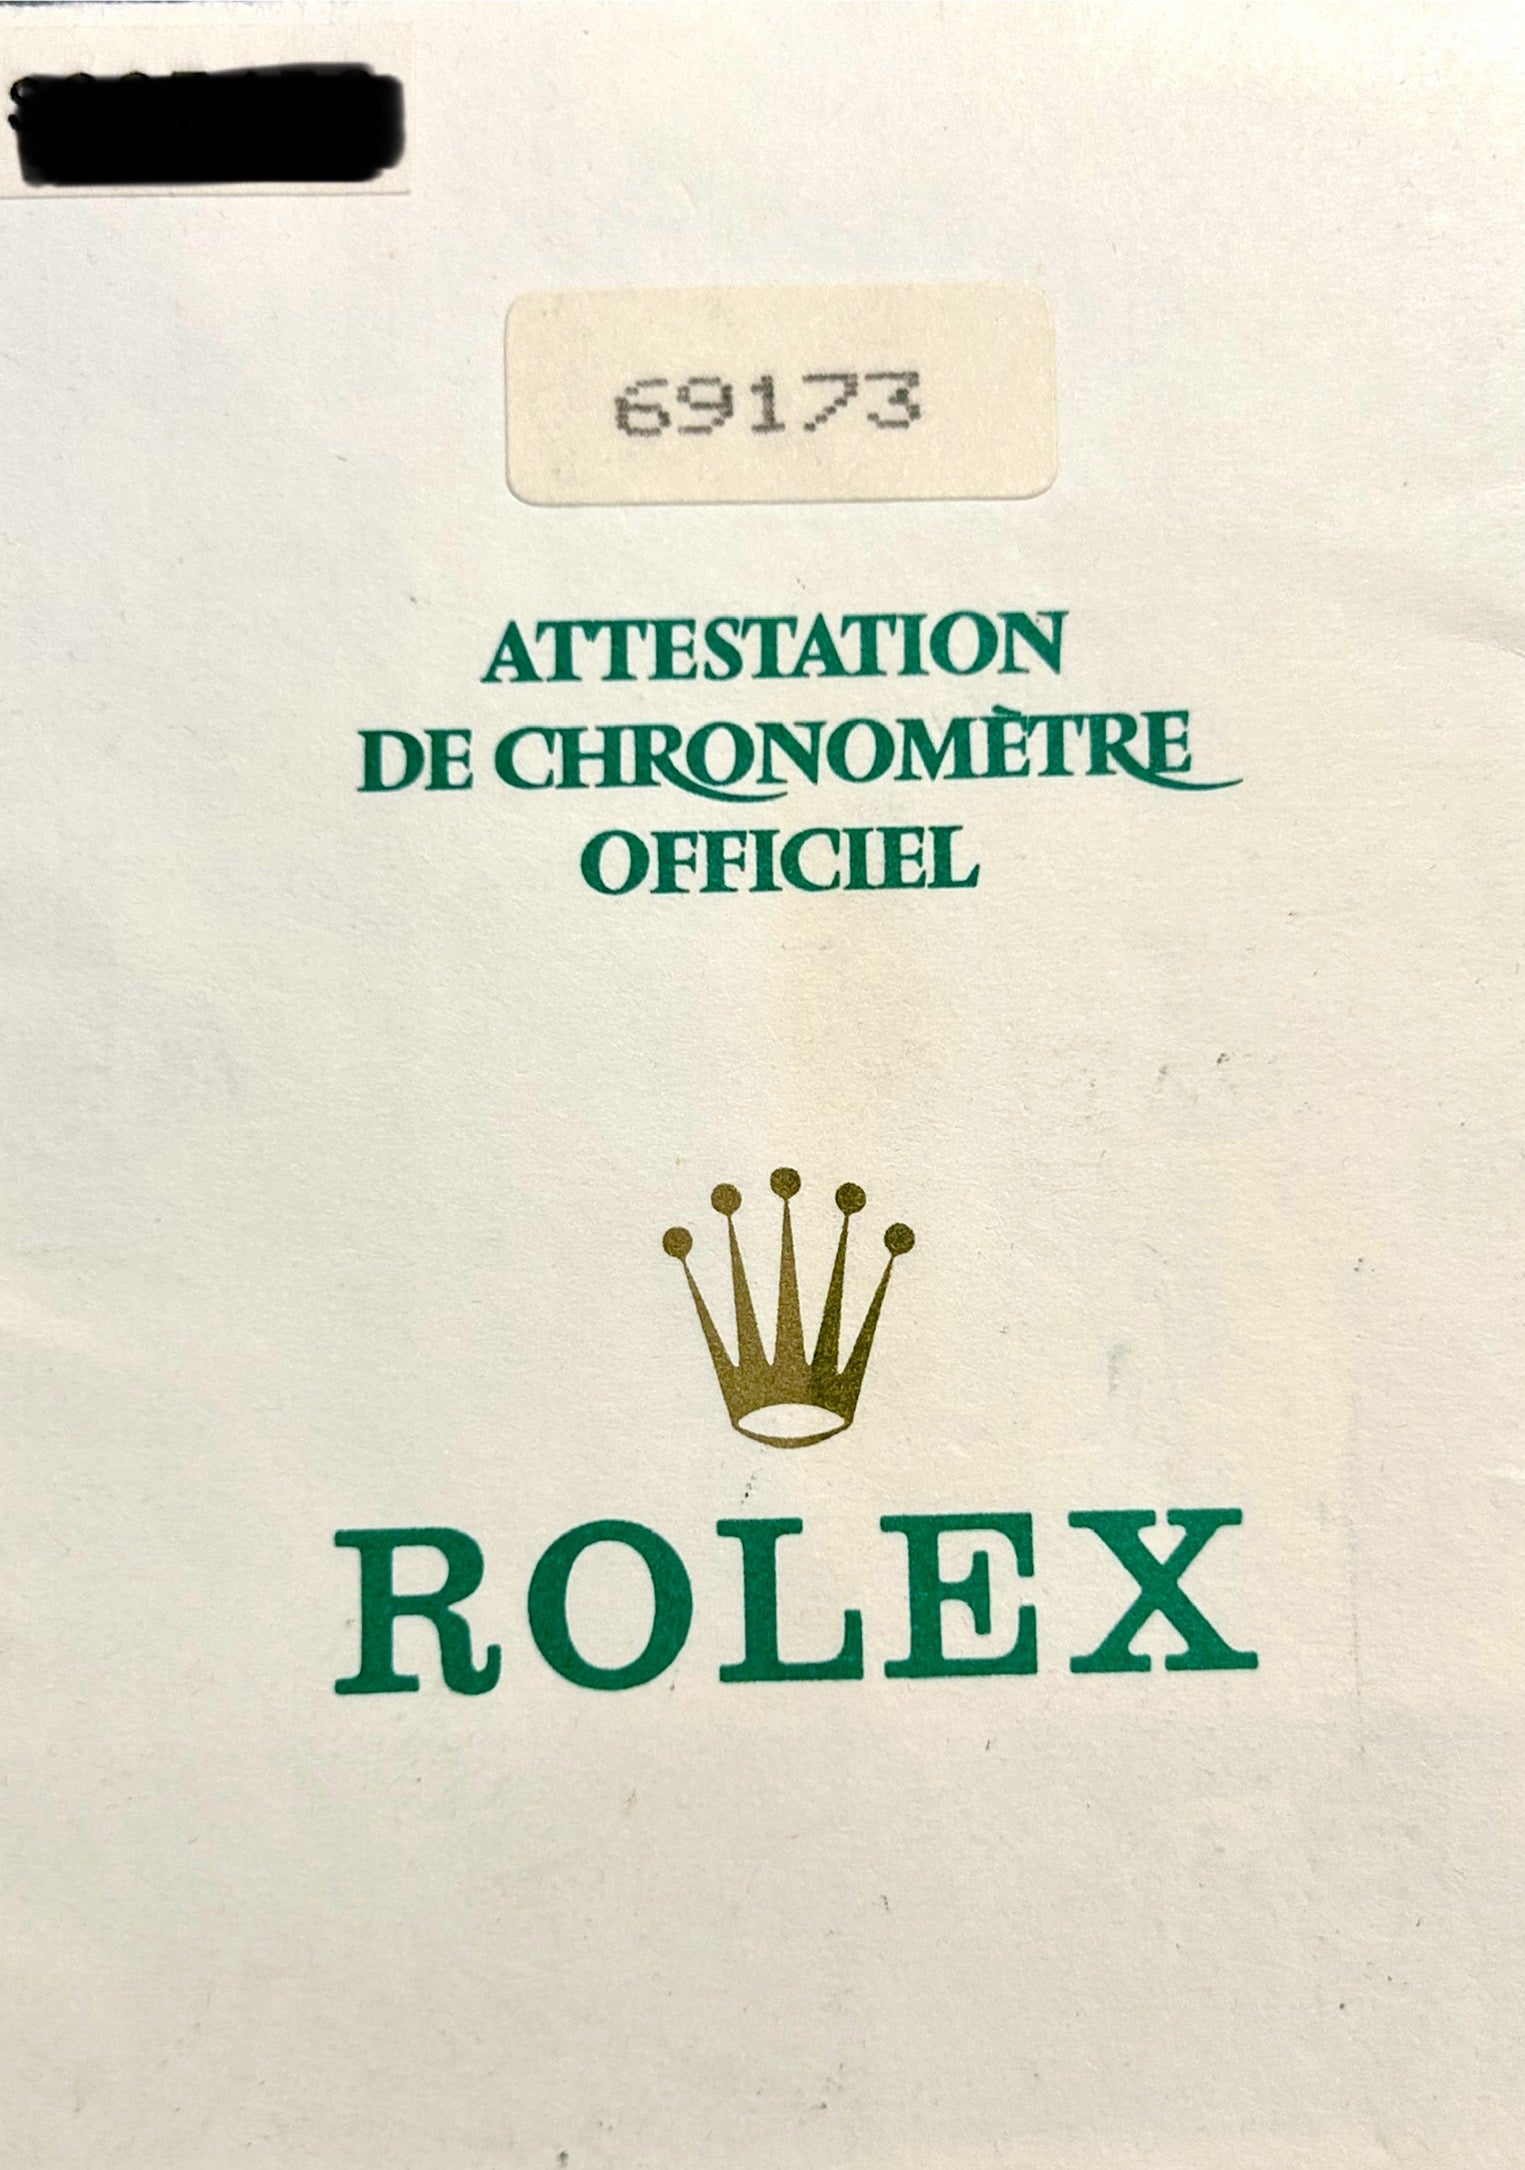 69173
ATTESTATION
DE CHRONOMÈTRE
OFFICIEL
ROLEX